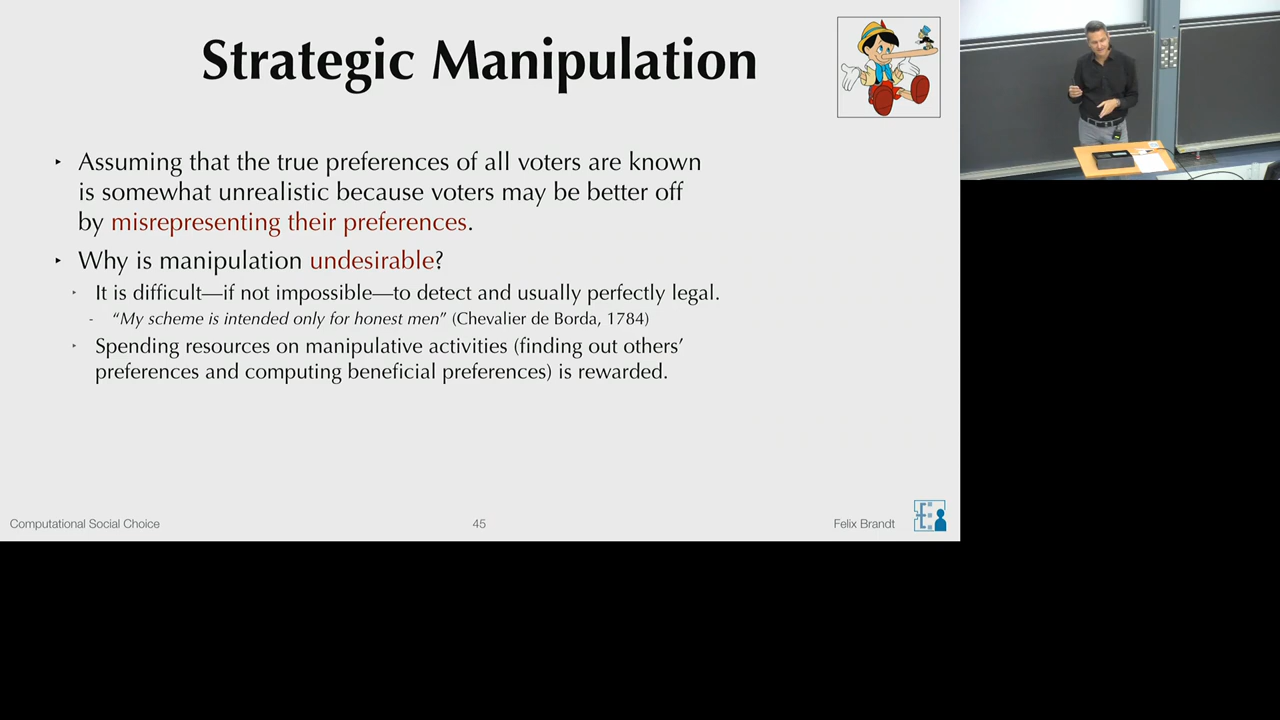 Strategic Manipulation
‣ Assuming that the true preferences of all voters are known
is somewhat unrealistic because voters may be better off
by misrepresenting their preferences.
‣ Why is manipulation undesirable?
‣ It is difficult—if not impossible—to detect and usually perfectly legal.
- “My scheme is intended only for honest men” (Chevalier de Borda, 1784)
‣ Spending resources on manipulative activities (finding out others’
preferences and computing beneficial preferences) is rewarded.
Computational Social Choice
45
Felix Brandt